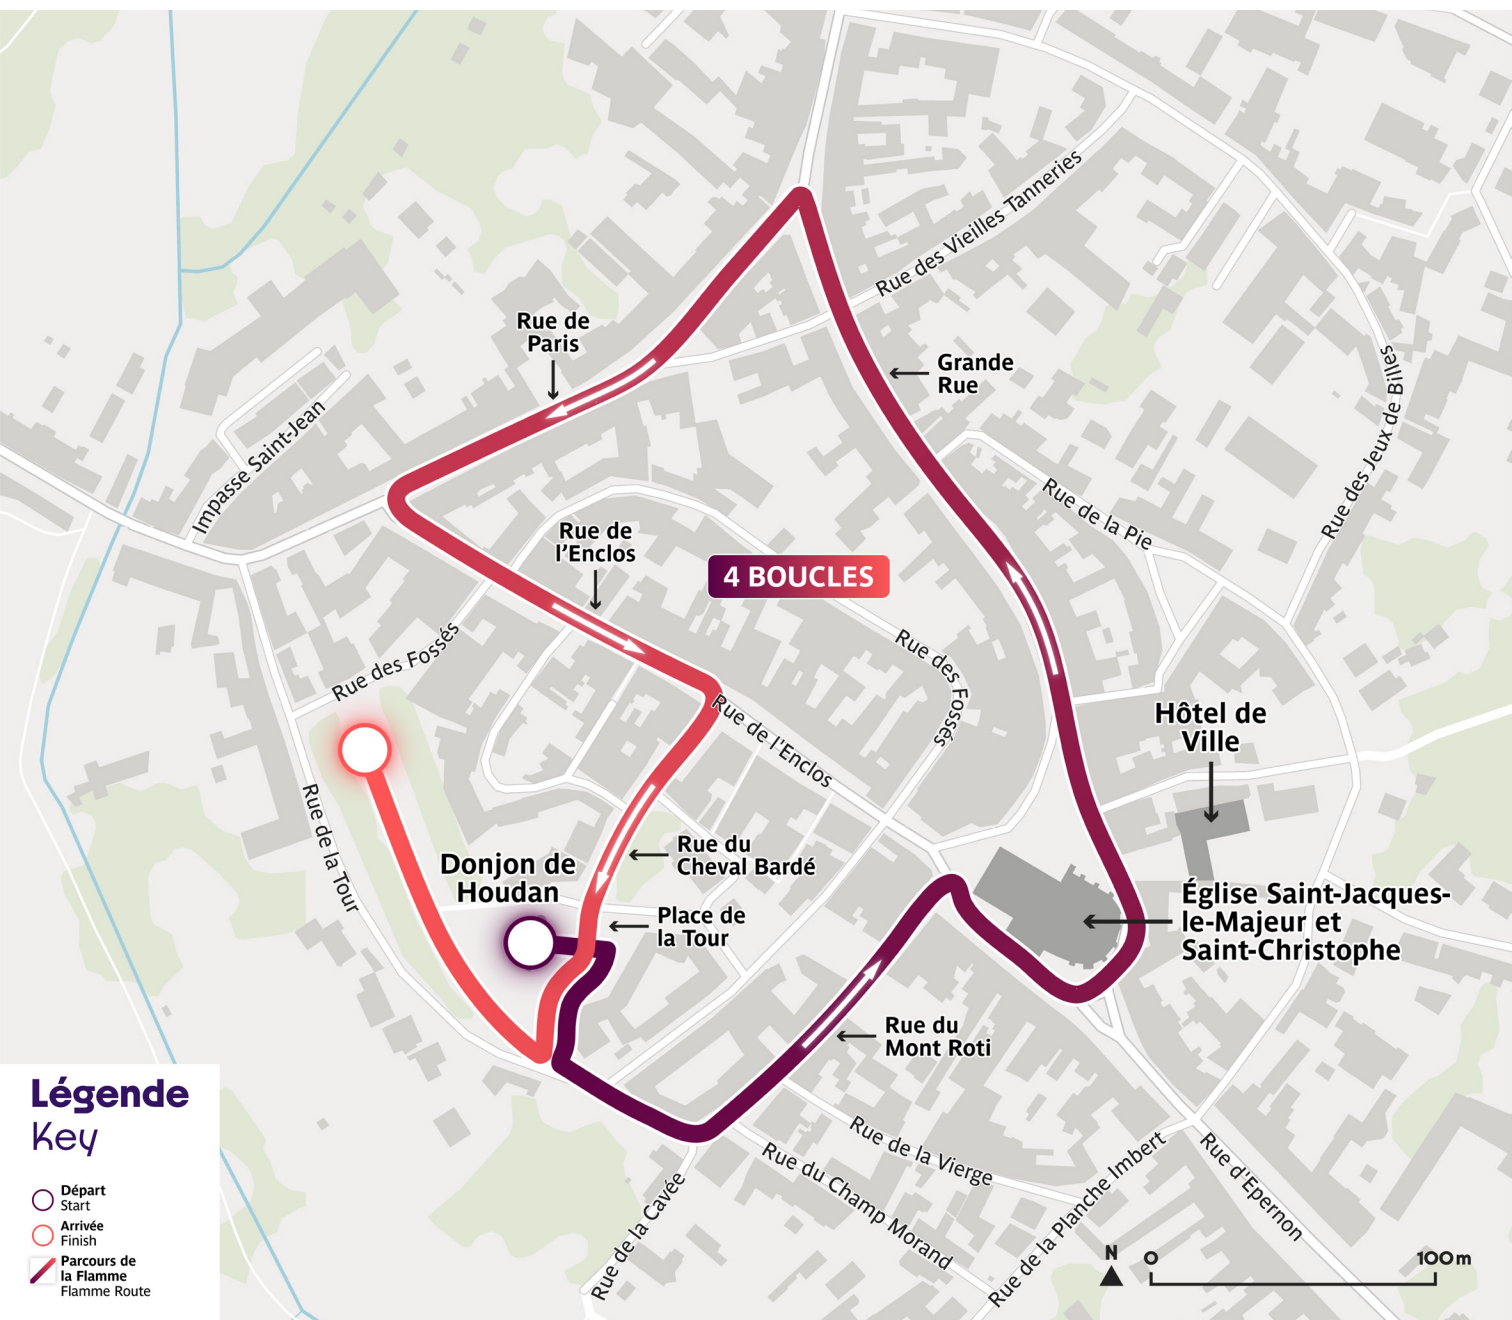 Rue des Vieilles Tanneries
Rue de
Paris
Grande
Rue
Rue des Jeux de Billes
Impasse Saint-Jean
Rue de la Pie
Rue de
l'Enclos
4 BOUCLES
Rue des Fossés
Rue des Fossés
Rue de l'Enclos
Hôtel de
Ville
Rue de la Tour
Rue du
Cheval Bardé
Donjon de
Houdan
Place de
la Tour
Église Saint-Jacques-
le-Majeur et
Saint-Christophe
Rue du
Mont Roti
Rue de la Vierge
Rue du Champ Morand
Rue de la Cavée
Rue de la Planche Imbert
Rue d'Epernon
Légende
Key
Départ
Start
Arrivée
Finish
Parcours de
la Flamme
Flamme Route
N 0 100m